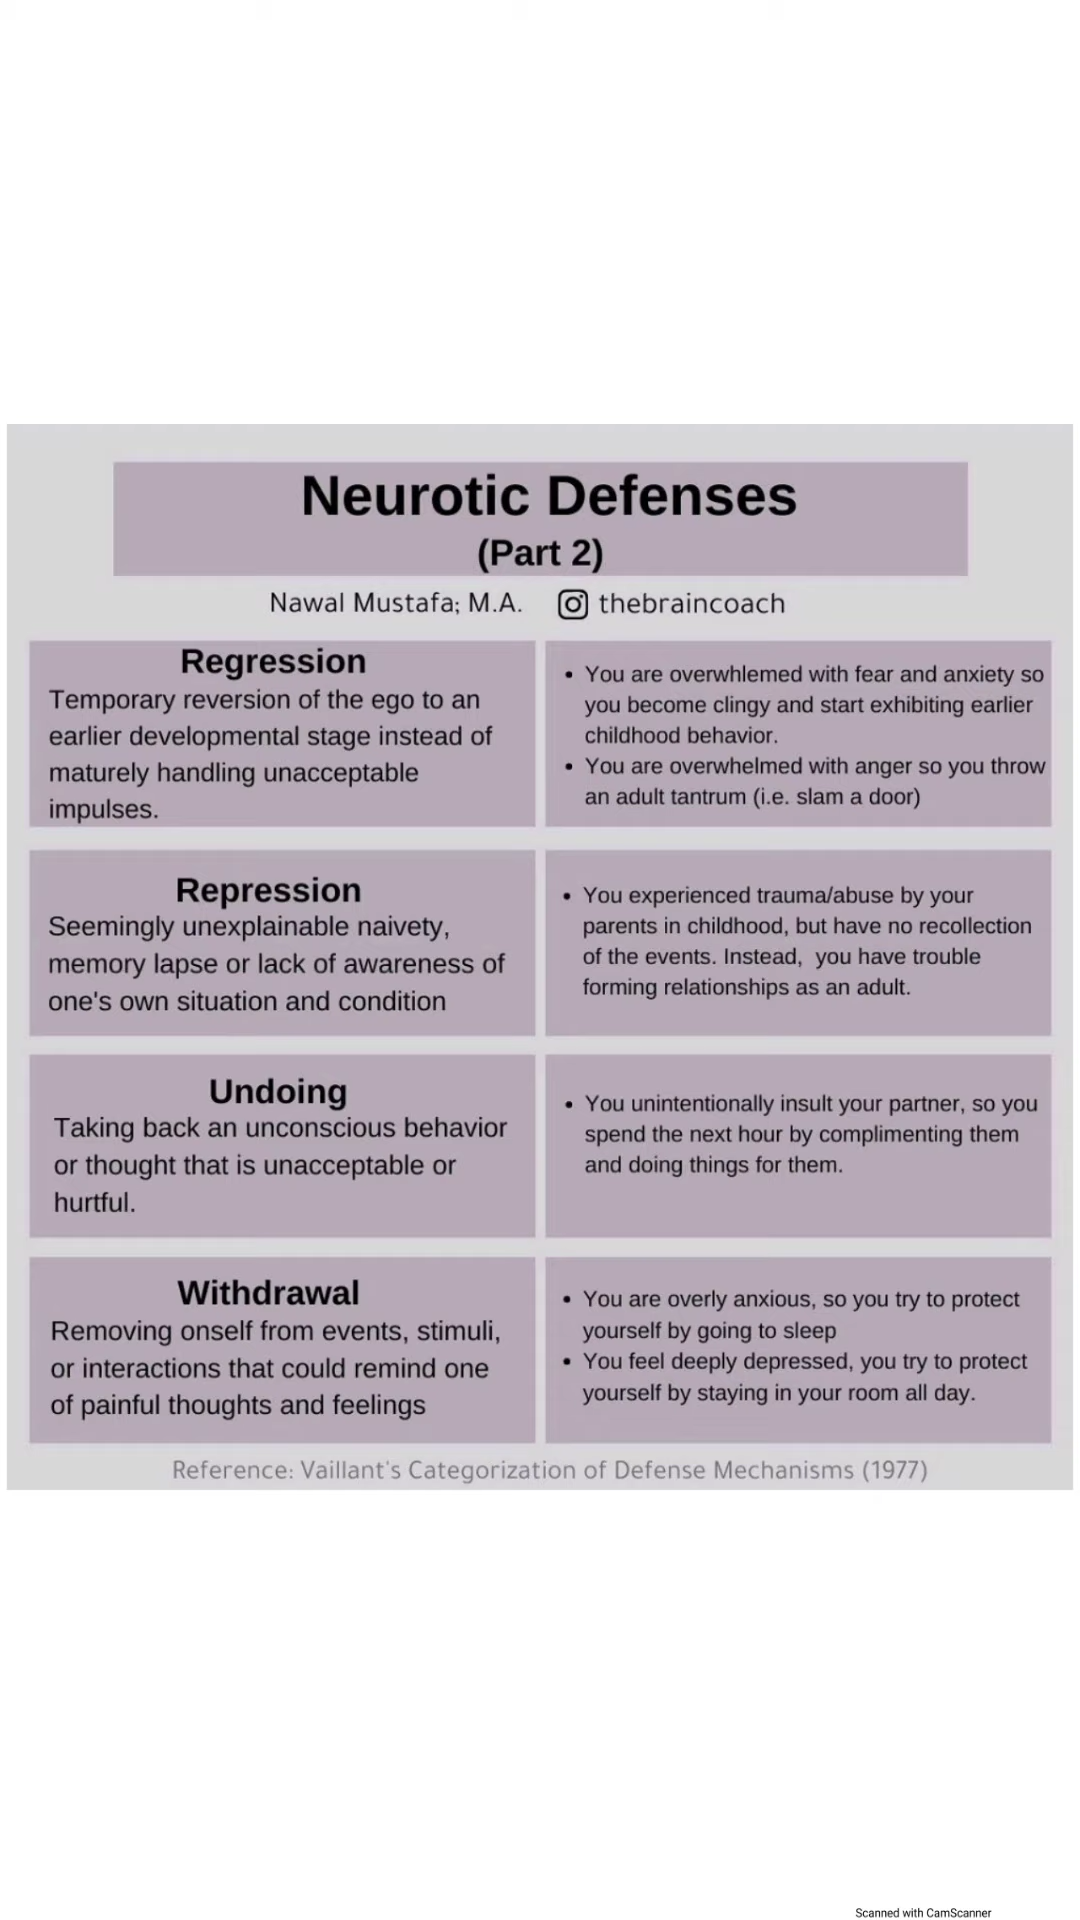 Neurotic Defenses
(Part 2)
Nawal Mustafa; M.A. thebraincoach
Regression
Temporary reversion of the ego to an
earlier developmental stage instead of
maturely handling unacceptable
impulses.
• You are overwhlemed with fear and anxiety so
you become clingy and start exhibiting earlier
childhood behavior.
• You are overwhelmed with anger so you throw
an adult tantrum (i.e. slam a door)
Repression
Seemingly unexplainable naivety,
memory lapse or lack of awareness of
one's own situation and condition
• You experienced trauma/abuse by your
parents in childhood, but have no recollection
of the events. Instead, you have trouble
forming relationships as an adult.
Undoing
Taking back an unconscious behavior
or thought that is unacceptable or
hurtful.
• You unintentionally insult your partner, so you
spend the next hour by complimenting them
and doing things for them.
Withdrawal
Removing onself from events, stimuli,
or interactions that could remind one
of painful thoughts and feelings
• You are overly anxious, so you try to protect
yourself by going to sleep
• You feel deeply depressed, you try to protect
yourself by staying in your room all day.
Reference: Vaillant's Categorization of Defense Mechanisms (1977)
Scanned with CamScanner